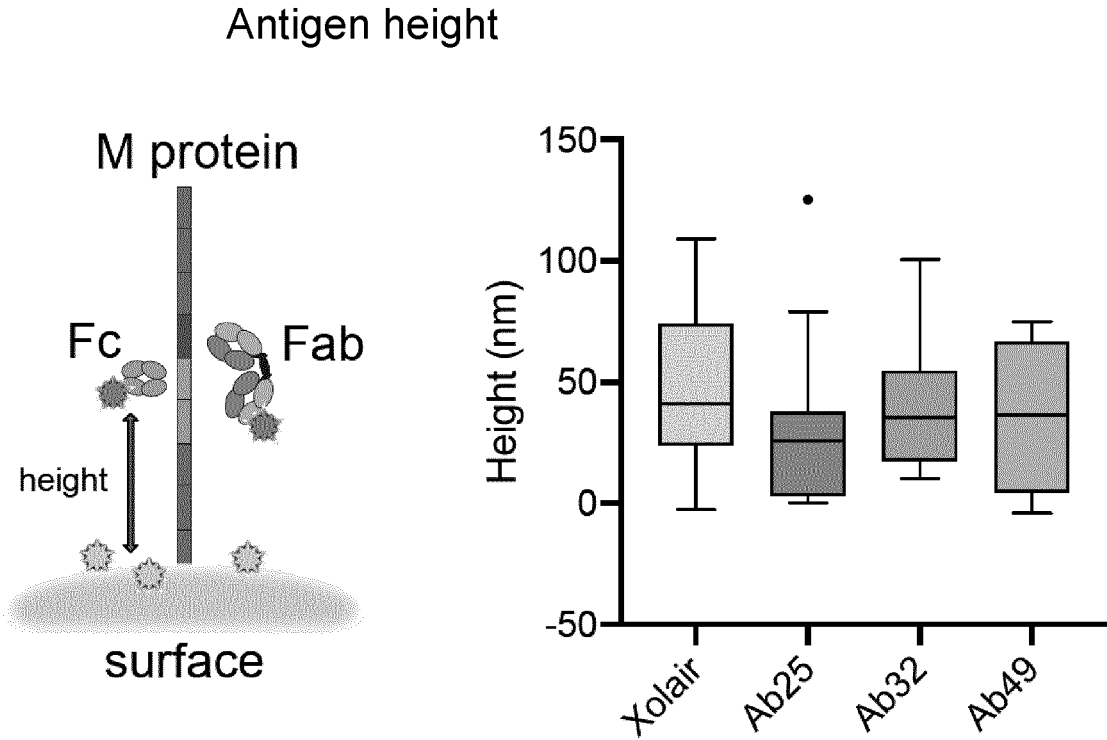 Antigen height
M protein
Fc
Fab
height
surface
Height (nm)
150
100
50
0
-50
Xolair
Ab25
Ab32
Ab49